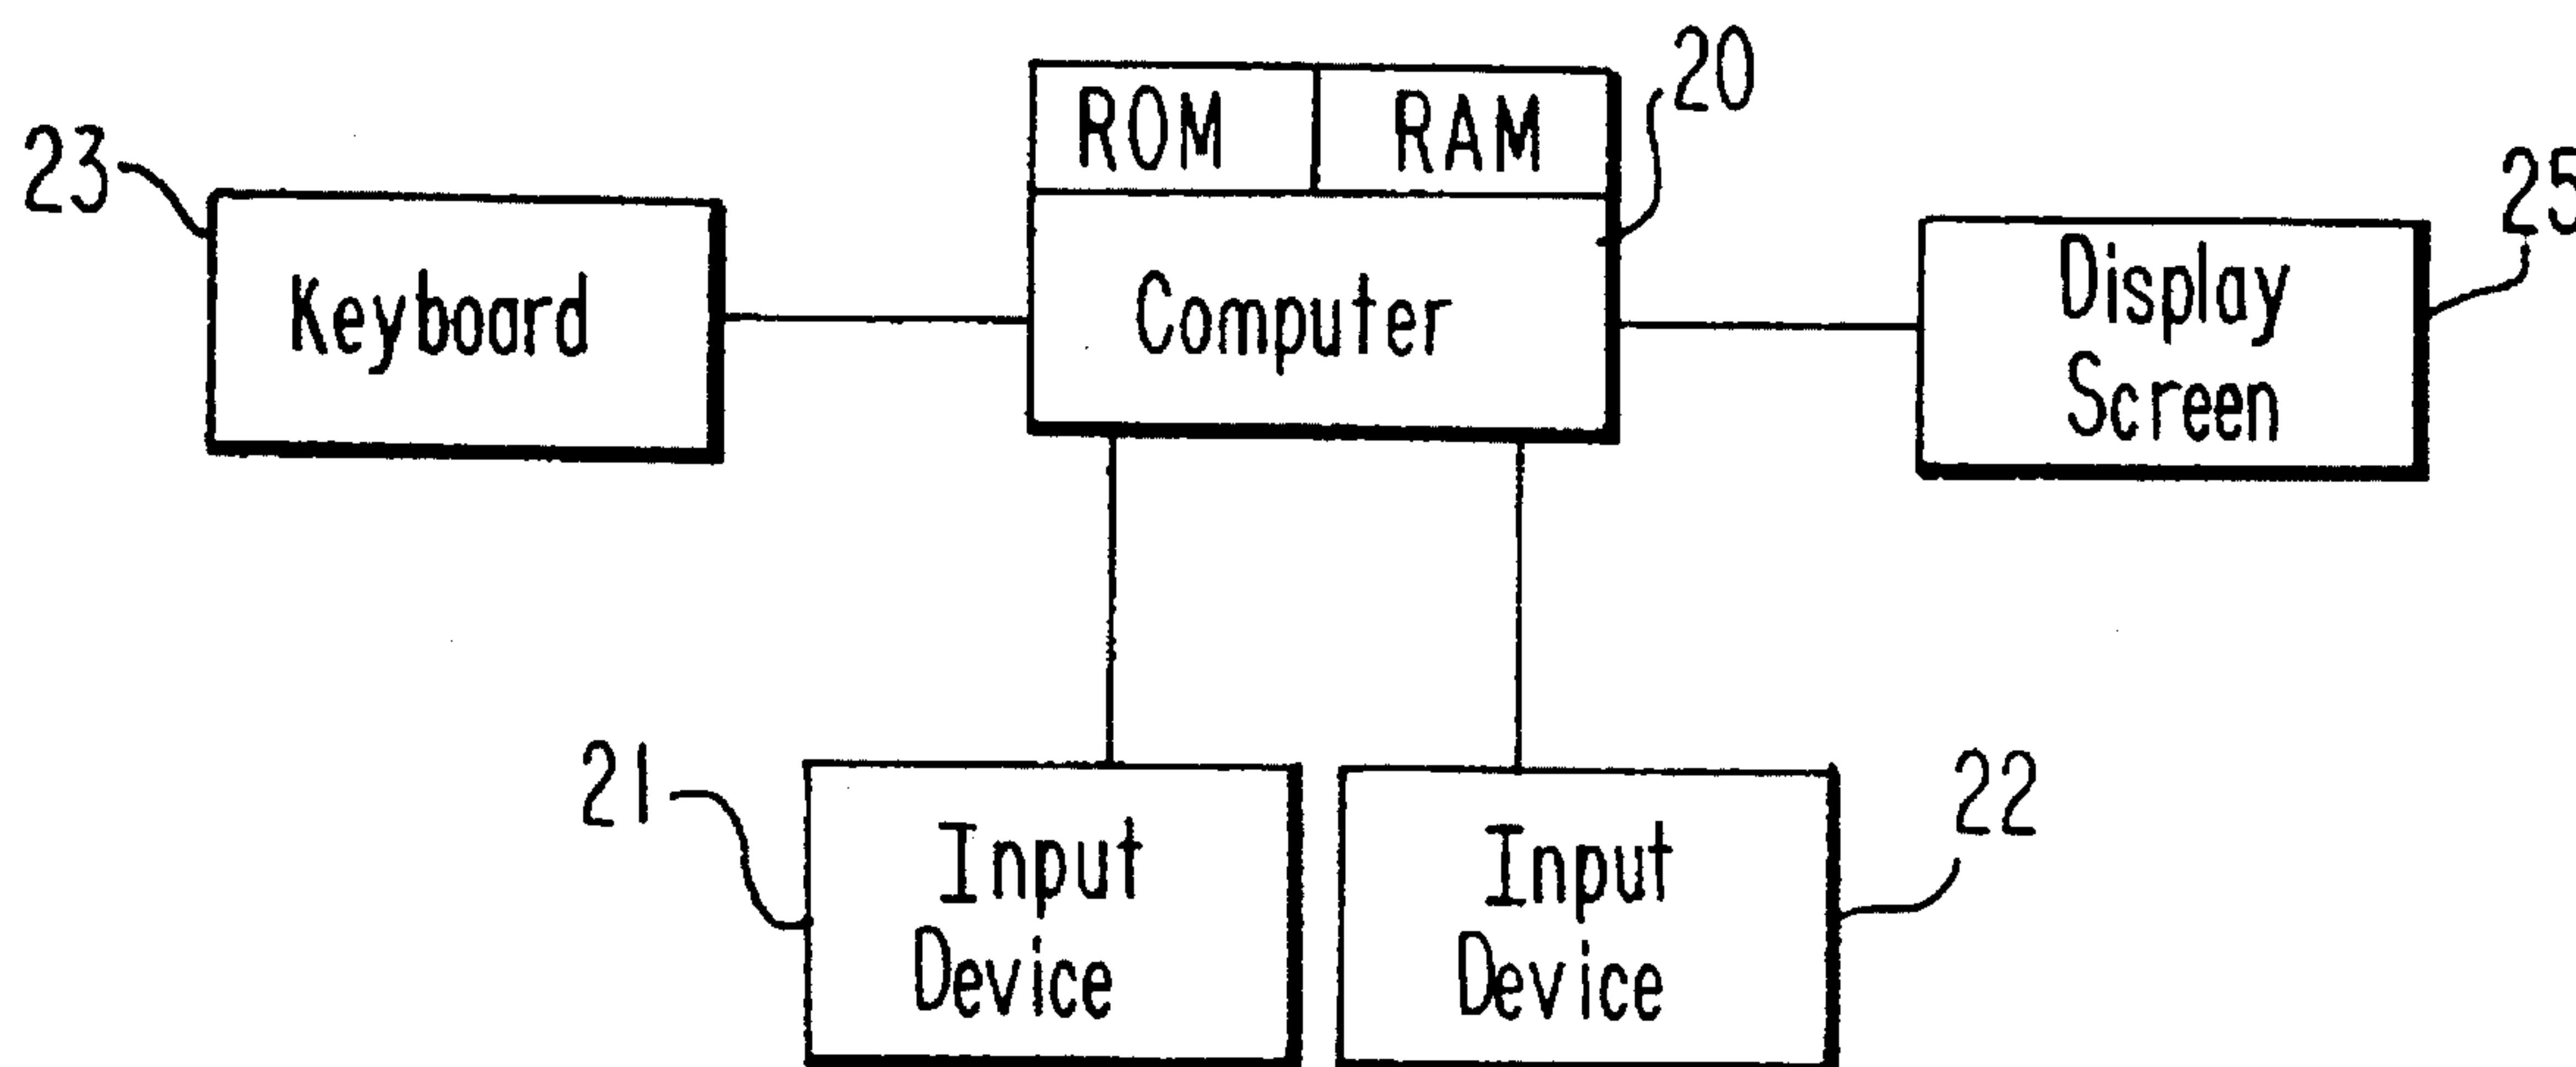 20
ROM RAM
23
25
Keyboard
Computer
Display
Screen
21
22
Input
Device
Input
Device